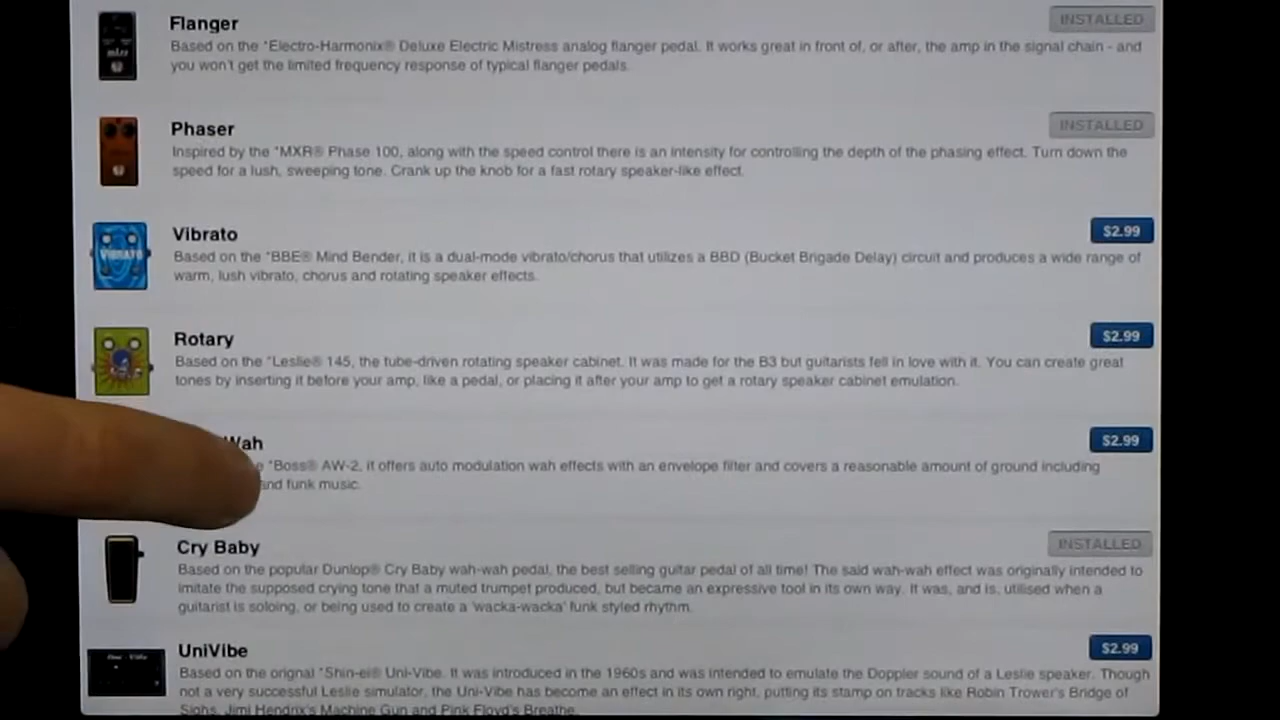 Flanger
INSTALLED
Based on the *Electro-Harmonix® Deluxe Electric Mistress analog flanger pedal. It works great in front of, or after, the amp in the signal chain - and
you won't get the limited frequency response of typical flanger pedals.
Phaser
INSTALLED
Inspired by the *MXR® Phase 100, along with the speed control there is an intensity for controlling the depth of the phasing effect. Turn down the
speed for a lush, sweeping tone. Crank up the knob for a fast rotary speaker-like effect.
Vibrato
$2.99
VIBRATO
Based on the *BBE® Mind Bender, it is a dual-mode vibrato/chorus that utilizes a BBD (Bucket Brigade Delay) circuit and produces a wide range of
warm, lush vibrato, chorus and rotating speaker effects.
Rotary
$2.99
Based on the *Leslie® 145, the tube-driven rotating speaker cabinet. It was made for the B3 but guitarists fell in love with it. You can create great
tones by inserting it before your amp, like a pedal, or placing it after your amp to get a rotary speaker cabinet emulation.
Wah
$2.99
*Boss® AW-2, it offers auto modulation wah effects with an envelope filter and covers a reasonable amount of ground including
and funk music.
Cry Baby
INSTALLED
Based on the popular Dunlop® Cry Baby wah-wah pedal, the best selling guitar pedal of all time! The said wah-wah effect was originally intended to
imitate the supposed crying tone that a muted trumpet produced, but became an expressive tool in its own way. It was, and is, utilised when a
guitarist is soloing, or being used to create a 'wacka-wacka' funk styled rhythm.
UniVibe
$2.99
Based on the orignal *Shin-ei® Uni-Vibe. It was introduced in the 1960s and was intended to emulate the Doppler sound of a Leslie speaker. Though
not a very successful Leslie simulator, the Uni-Vibe has become an effect in its own right, putting its stamp on tracks like Robin Trower's Bridge of
Sighs, Jimi Hendrix's Machine Gun and Pink Floyd's Breathe.